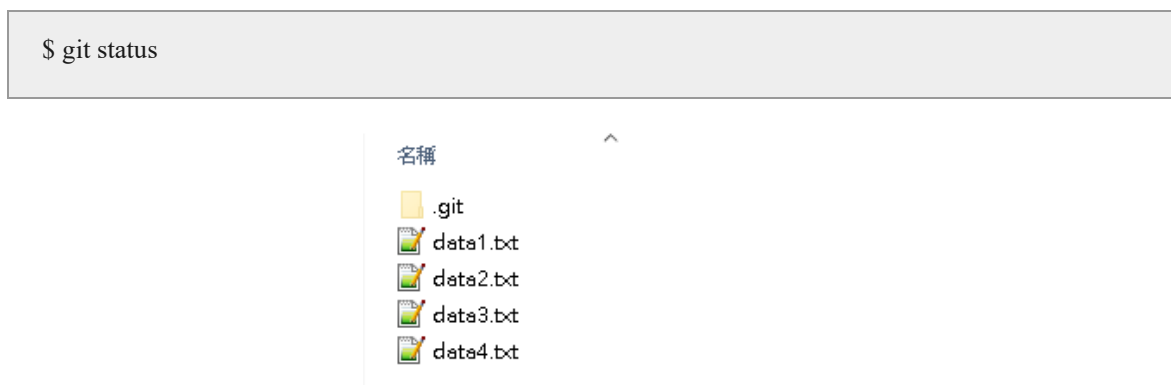 $ git status
名稱
.git
data1.txt
data2.txt
data3.txt
data4.txt